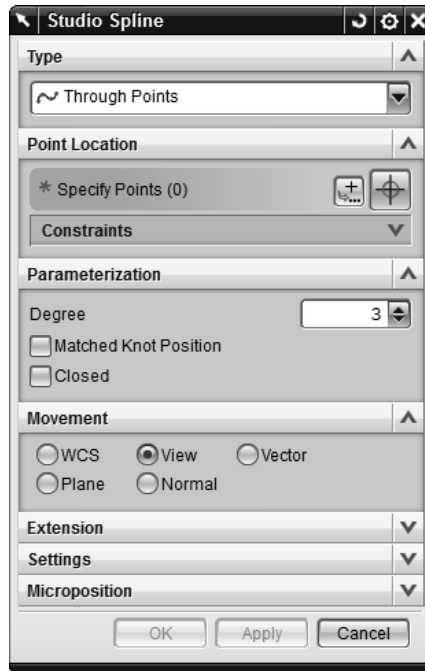 Studio Spline
Type
Through Points
Point Location
* Specify Points (0)
Constraints
Parameterization
Degree 3
Matched Knot Position
Closed
Movement
WCS View Vector
Plane Normal
Extension
Settings
Microposition
OK Apply Cancel